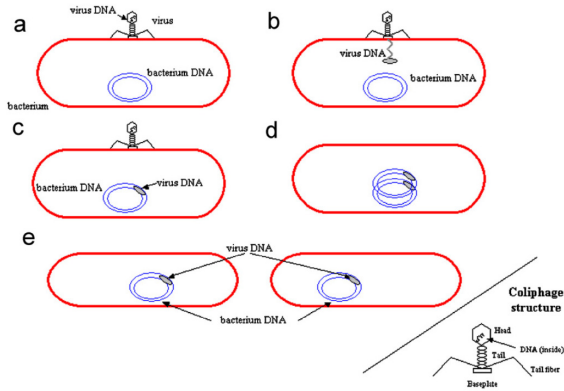 a
virus DNA
virus
bacterium DNA
bacterium
b
virus DNA
bacterium DNA
c
bacterium DNA
virus DNA
d
e
virus DNA
bacterium DNA
Coliphage
structure
Head
DNA (inside)
Tail
Tail fiber
Baseplate